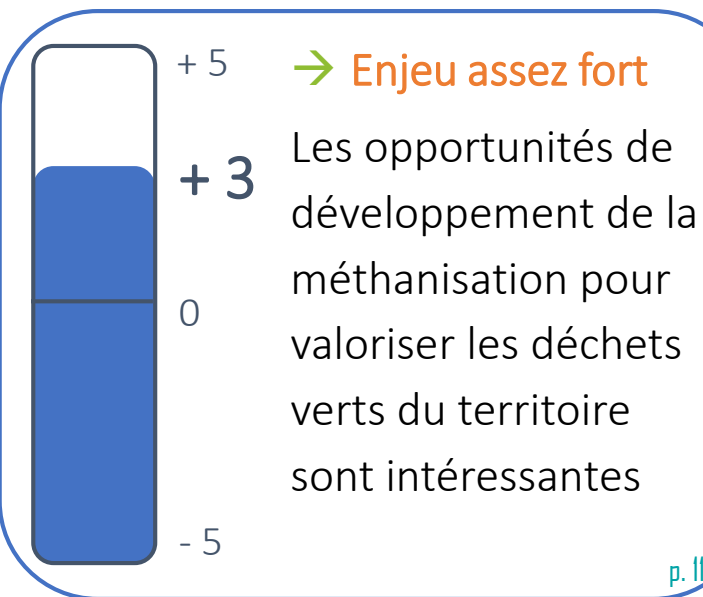 + 5
→ Enjeu assez fort
+ 3
Les opportunités de
développement de la
méthanisation pour
valoriser les déchets
verts du territoire
sont intéressantes
0
- 5
p. 11